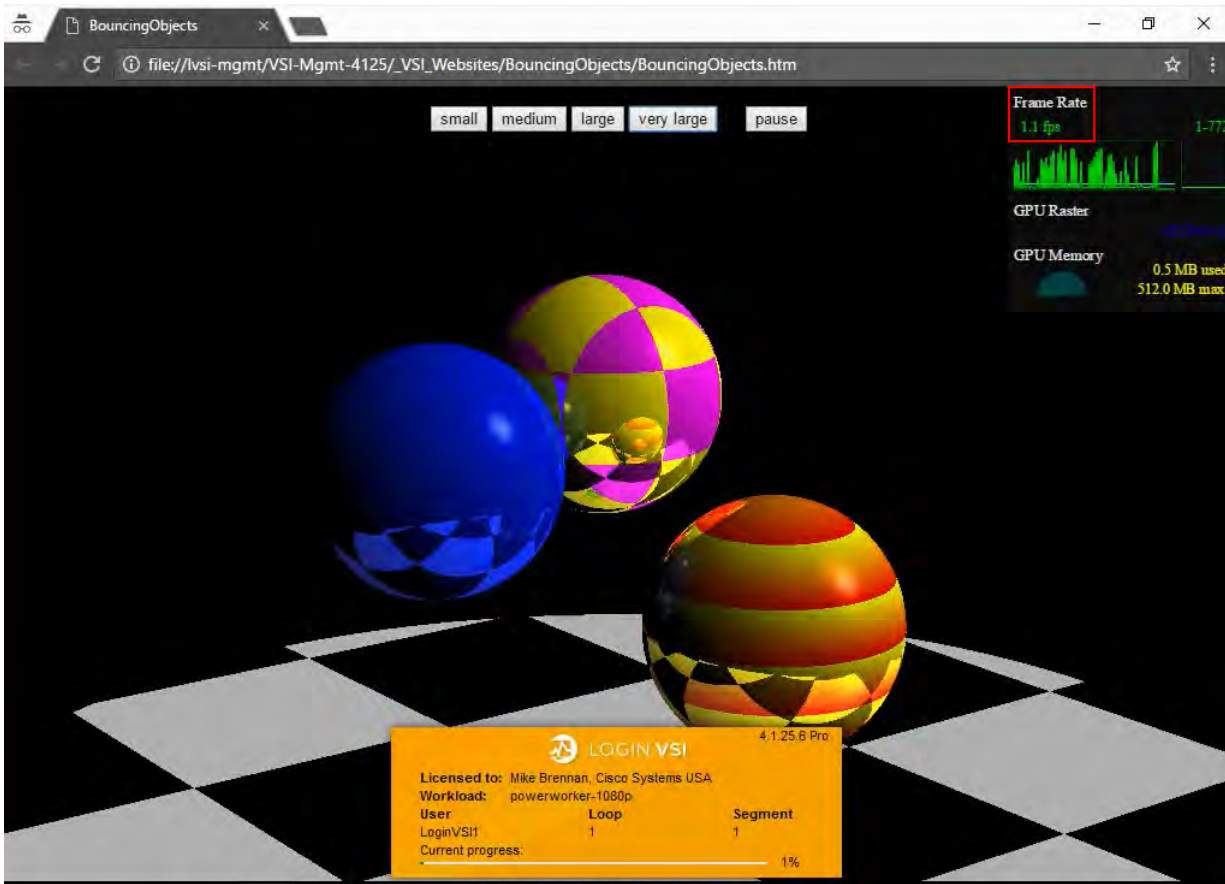 BouncingObjects
file://lvsi-mgmt/VSI-Mgmt-4125/_VSI_Websites/BouncingObjects/BouncingObjects.htm
small medium large very large pause
Frame Rate
1.1 fps
GPU Raster
GPU Memory
0.5 MB used
512.0 MB max
LOGIN VSI
4.1.25.6 Pro
Licensed to: Mike Brennan, Cisco Systems USA
Workload: powerworker-1080p
User Loop Segment
LoginVSI1 1 1
Current progress:
1%